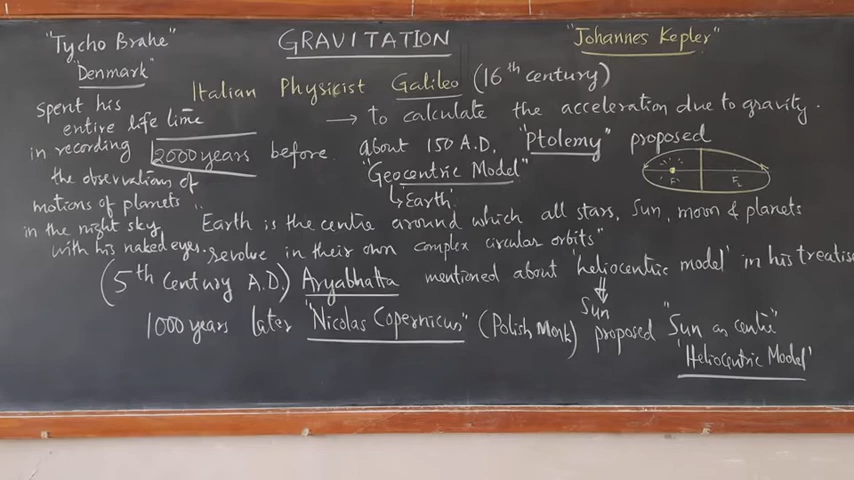 GRAVITATION
"Tycho Brahe"
"Denmark"
spent his
entire life time
in recording
the observations of
motions of planets
in the night sky
with his naked eyes.
"Johannes Kepler"
Italian Physicist Galileo (16th century)
→ to calculate the acceleration due to gravity.
2000 years before about 150 A.D. "Ptolemy" proposed
"Geocentric Model"
↳ Earth
F₂
"Earth is the centre around which all stars, Sun, moon & planets
revolve in their own complex circular orbits"
(5th Century A.D.) Aryabhatta mentioned about 'heliocentric model' in his treatise
Sun
1000 years later "Nicolas Copernicus" (Polish Monk) proposed "Sun as centre"
'Heliocentric Model'